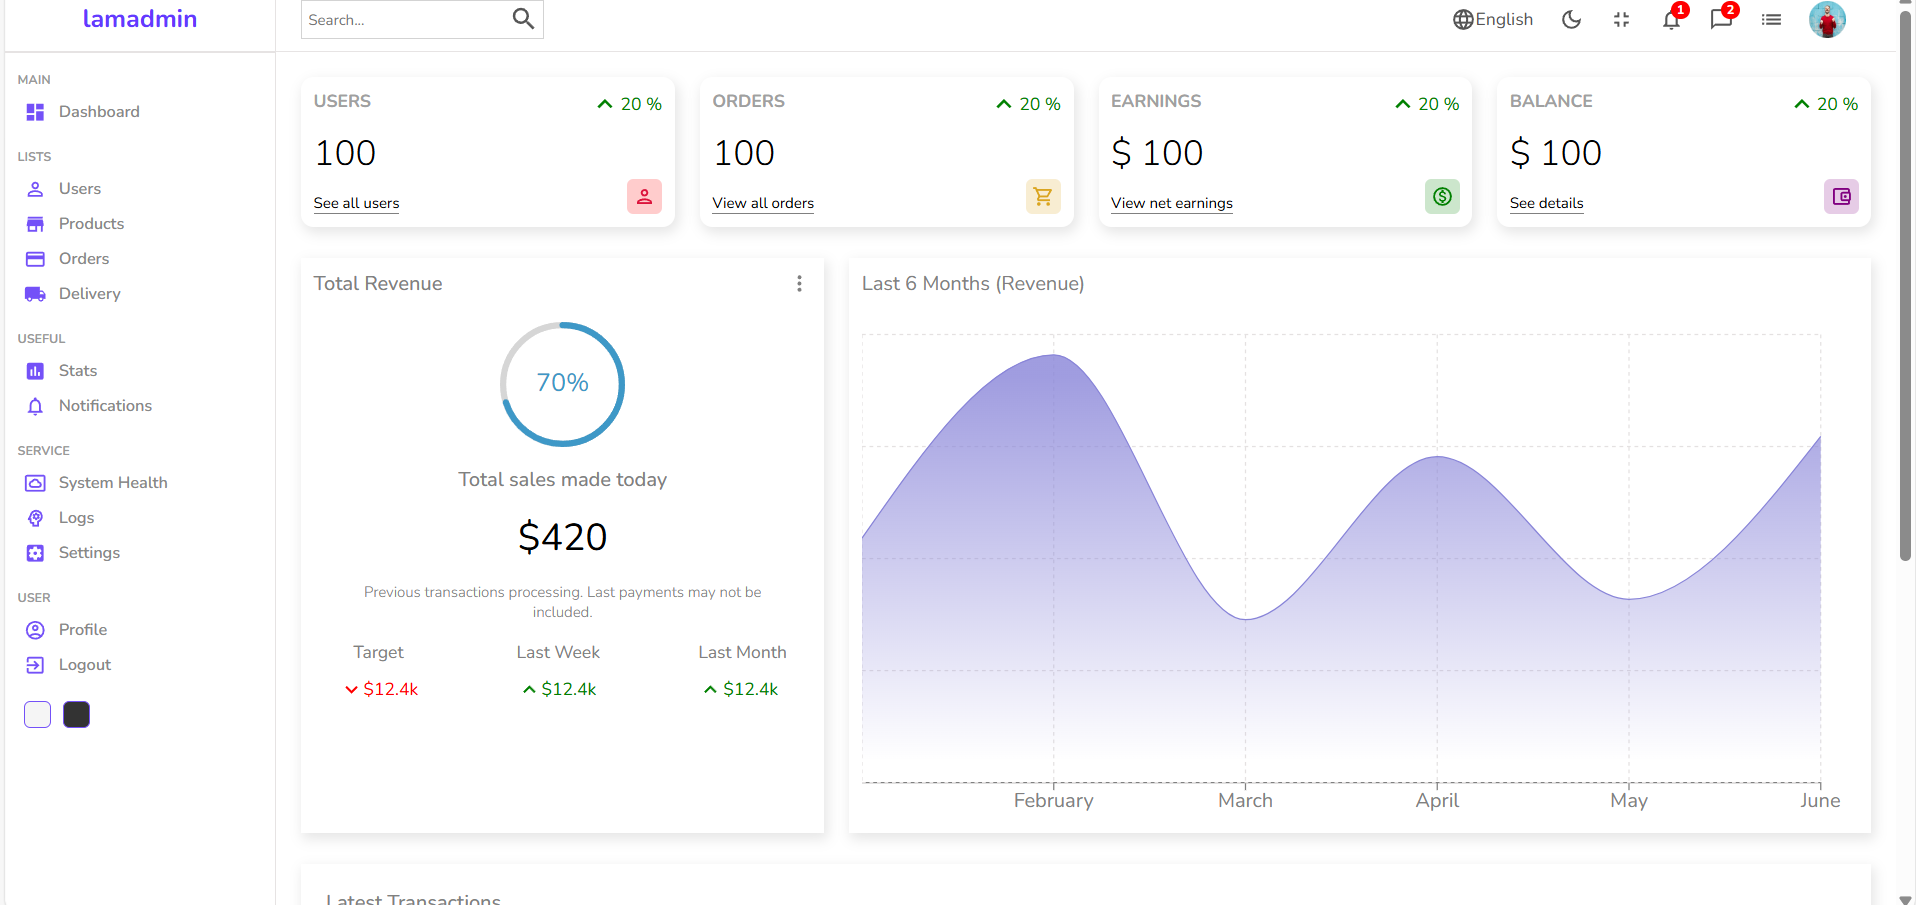 lamadmin
Search...
English
1
2
MAIN
Dashboard
LISTS
Users
Products
Orders
Delivery
USEFUL
Stats
Notifications
SERVICE
System Health
Logs
Settings
USER
Profile
Logout
USERS
20 %
100
See all users
ORDERS
20 %
100
View all orders
EARNINGS
20 %
$ 100
View net earnings
BALANCE
20 %
$ 100
See details
Total Revenue
70%
Total sales made today
$420
Previous transactions processing. Last payments may not be
included.
Target
$12.4k
Last Week
$12.4k
Last Month
$12.4k
Last 6 Months (Revenue)
February
March
April
May
June
Latest Transactions